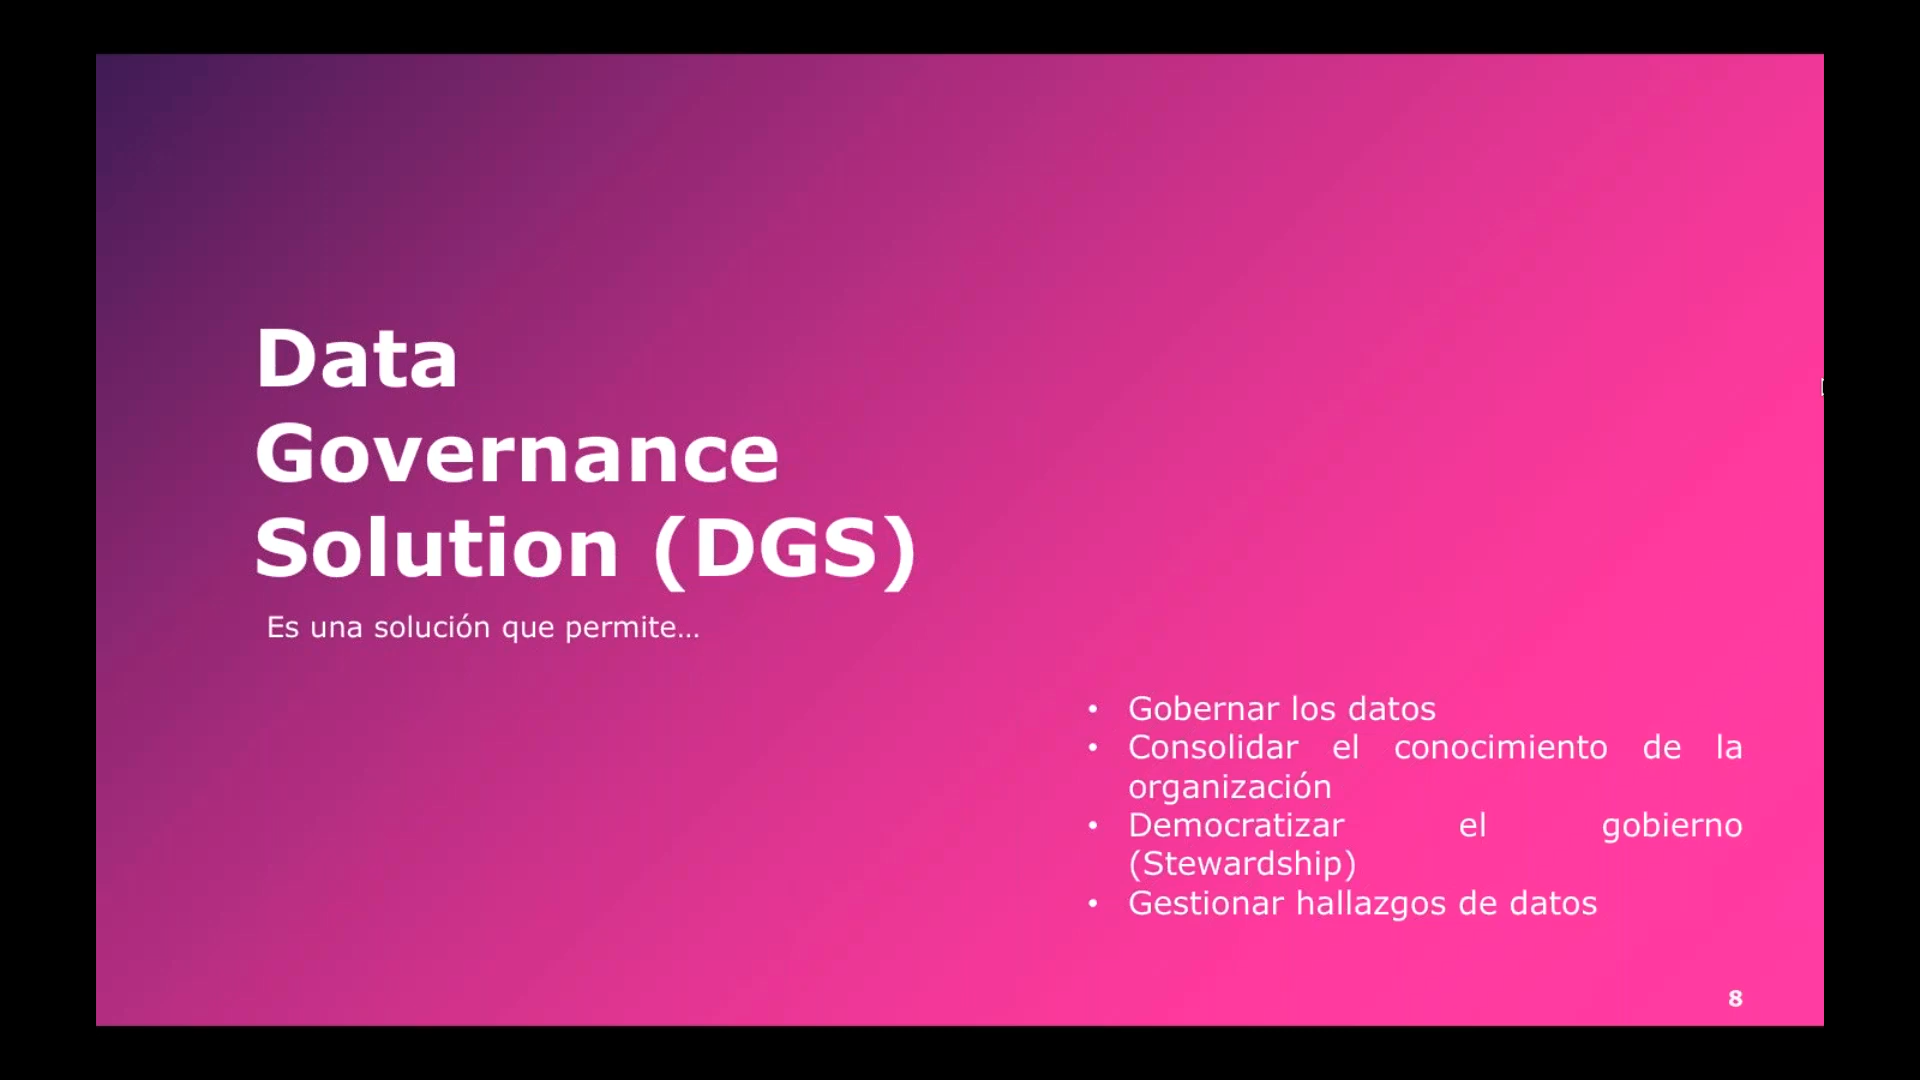 Data
Governance
Solution (DGS)
Es una solución que permite...
• Gobernar los datos
• Consolidar el conocimiento de la
organización
• Democratizar el gobierno
(Stewardship)
• Gestionar hallazgos de datos
8